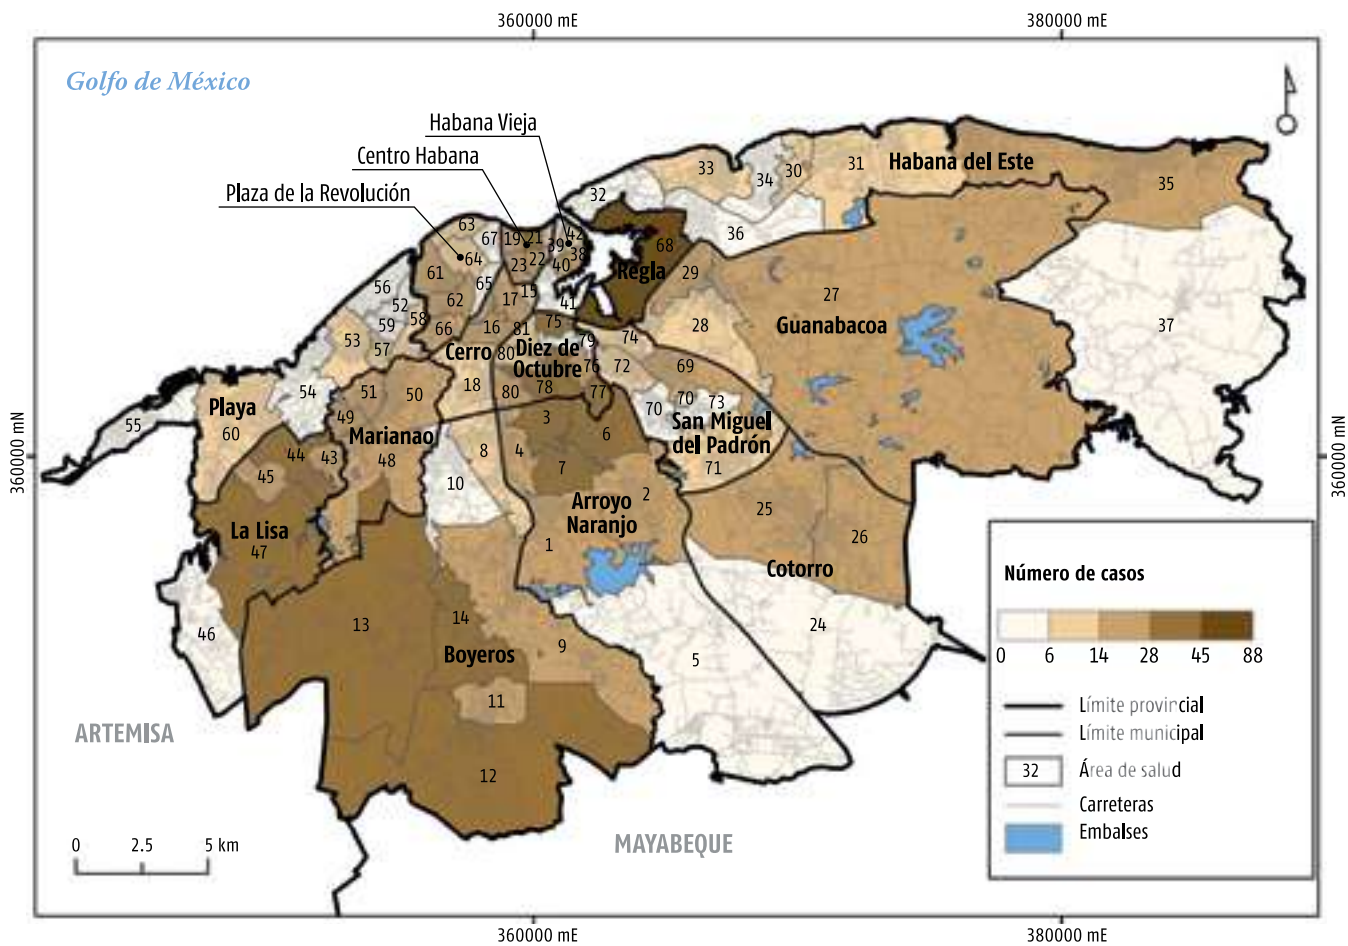 360000 mE
380000 mE
Golfo de México
Habana Vieja
Centro Habana
Plaza de la Revolución
33
34
30
31
Habana del Este
35
32
36
63
67
19
21
42
39
38
68
64
61
23
22
40
Regla
29
27
56
65
15
62
17
41
52
58
59
66
16
81
75
28
Guanabacoa
37
53
57
79
74
Cerro
80
Diez de
Octubre
76
72
69
54
51
50
18
80
78
77
Playa
49
3
70
70
73
55
60
Marianao
San Miguel
del Padrón
44
43
48
8
4
6
71
45
10
7
2
Arroyo
Naranjo
25
26
La Lisa
47
1
Cotorro
46
13
14
9
24
Boyeros
5
11
12
ARTEMISA
MAYABEQUE
360000 mN
360000 mN
Número de casos
0 6 14 28 45 88
Límite provincial
Límite municipal
32 Área de salud
Carreteras
Embalses
0 2.5 5 km
360000 mE
380000 mE